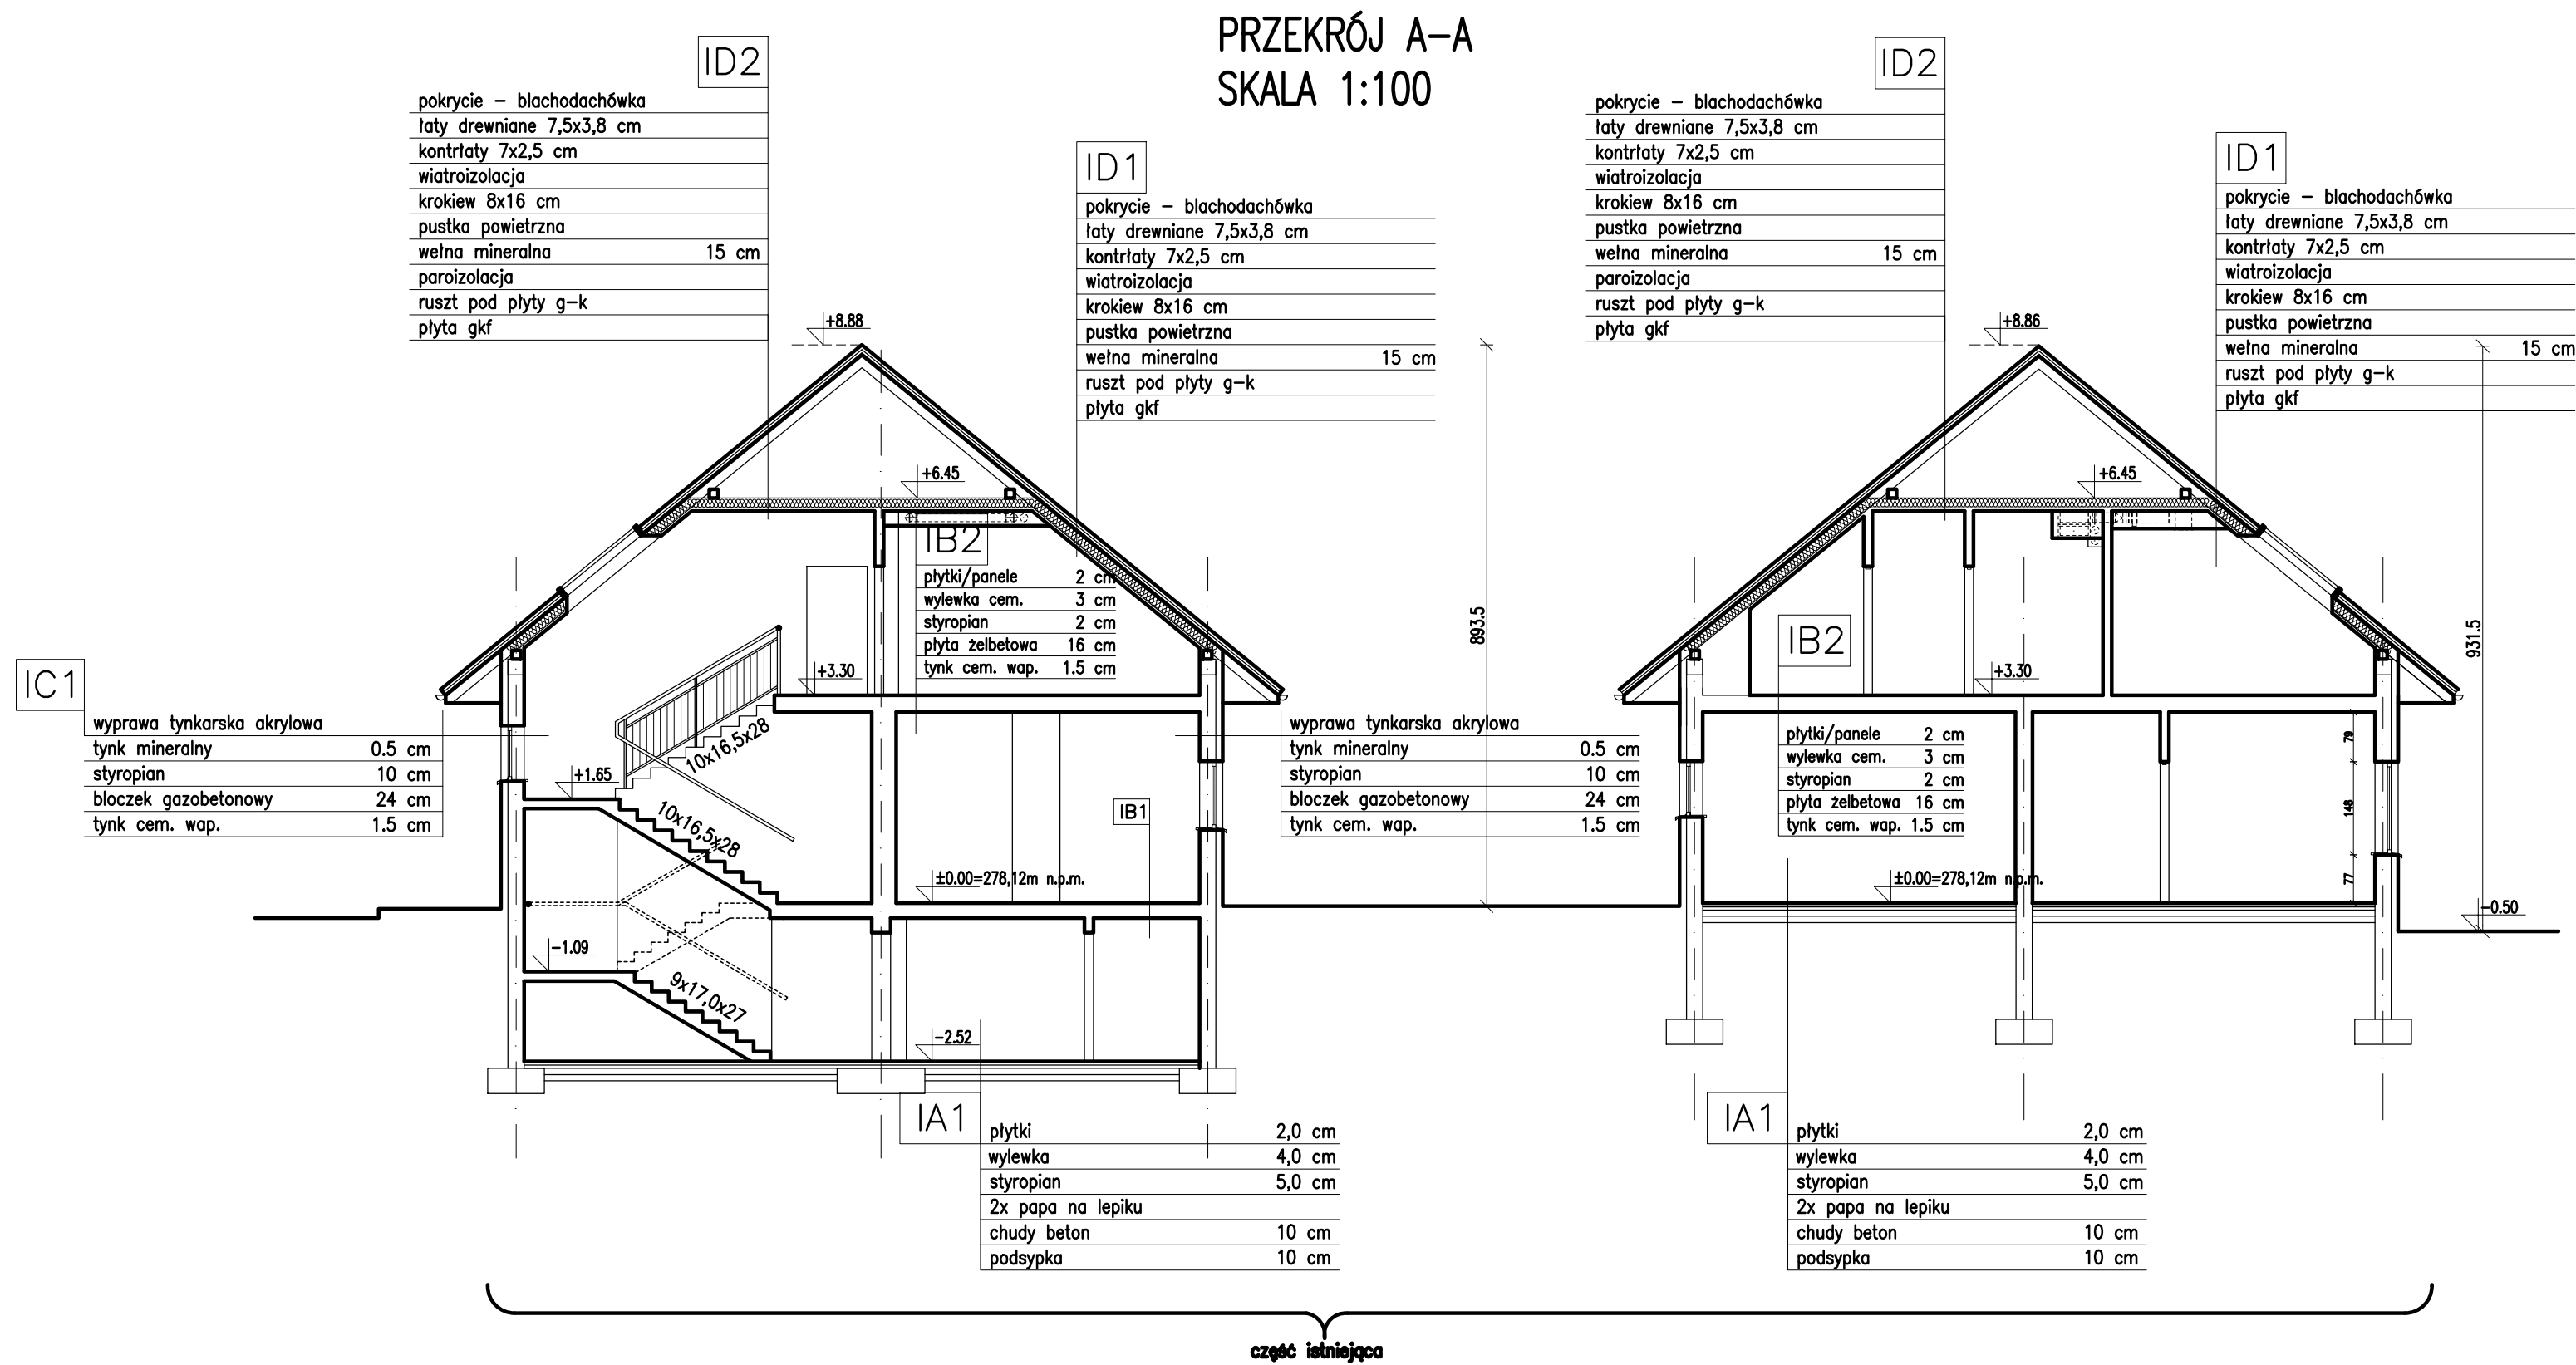 PRZEKRÓJ A-A
SKALA 1:100
ID2
pokrycie - blachodachówka
łaty drewniane 7,5x3,8 cm
kontrłaty 7x2,5 cm
wiatroizolacja
krokiew 8x16 cm
pustka powietrzna
wełna mineralna 15 cm
paroizolacja
ruszt pod płyty g-k
płyta gkf
ID1
pokrycie - blachodachówka
łaty drewniane 7,5x3,8 cm
kontrłaty 7x2,5 cm
wiatroizolacja
krokiew 8x16 cm
pustka powietrzna
wełna mineralna 15 cm
ruszt pod płyty g-k
płyta gkf
ID2
pokrycie - blachodachówka
łaty drewniane 7,5x3,8 cm
kontrłaty 7x2,5 cm
wiatroizolacja
krokiew 8x16 cm
pustka powietrzna
wełna mineralna 15 cm
paroizolacja
ruszt pod płyty g-k
płyta gkf
ID1
pokrycie - blachodachówka
łaty drewniane 7,5x3,8 cm
kontrłaty 7x2,5 cm
wiatroizolacja
krokiew 8x16 cm
pustka powietrzna
wełna mineralna 15 cm
ruszt pod płyty g-k
płyta gkf
+8.88
+6.45
IB2
płytki/panele 2 cm
wylewka cem. 3 cm
styropian 2 cm
płyta żelbetowa 16 cm
tynk cem. wap. 1.5 cm
+3.30
893.5
IC1
wyprawa tynkarska akrylowa
tynk mineralny 0.5 cm
styropian 10 cm
bloczek gazobetonowy 24 cm
tynk cem. wap. 1.5 cm
10x16,5x28
+1.65
10x16,5x28
IB1
±0.00=278,12m n.p.m.
-1.09
9x17,0x27
-2.52
wyprawa tynkarska akrylowa
tynk mineralny 0.5 cm
styropian 10 cm
bloczek gazobetonowy 24 cm
tynk cem. wap. 1.5 cm
+8.86
+6.45
931.5
IB2
+3.30
płytki/panele 2 cm
wylewka cem. 3 cm
styropian 2 cm
płyta żelbetowa 16 cm
tynk cem. wap. 1.5 cm
79
148
77
±0.00=278,12m n.p.m.
-0.50
IA1
płytki 2,0 cm
wylewka 4,0 cm
styropian 5,0 cm
2x papa na lepiku
chudy beton 10 cm
podsypka 10 cm
IA1
płytki 2,0 cm
wylewka 4,0 cm
styropian 5,0 cm
2x papa na lepiku
chudy beton 10 cm
podsypka 10 cm
część istniejąca